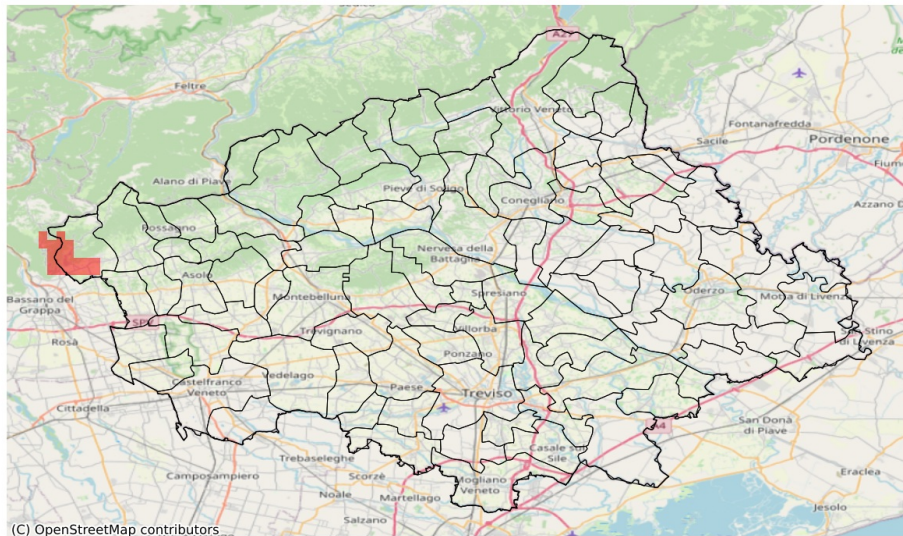 A27
Feltre
Vittorio Veneto
Fontanafredda
Sacile
Pordenone
Alano di Piave
Pieve di Soligo
Conegliano
Azzano D
Possagno
Nervesa della
Battaglia
Asolo
Bassano del
Grappa
Montebelluna
Spresiano
Oderzo
Motta di Livenza
Rosà
Trevignano
Villorba
di Livenza
Ponzano
Vedelago
Castelfranco
Veneto
Paese
Treviso
Cittadella
A4
San Donà
di Piave
Trebaseleghe
Casale sul
Sile
Camposampiero
Scorzè
Mogliano
Veneto
Eraclea
Noale
Martellago
Jesolo
Salzano
(C) OpenStreetMap contributors